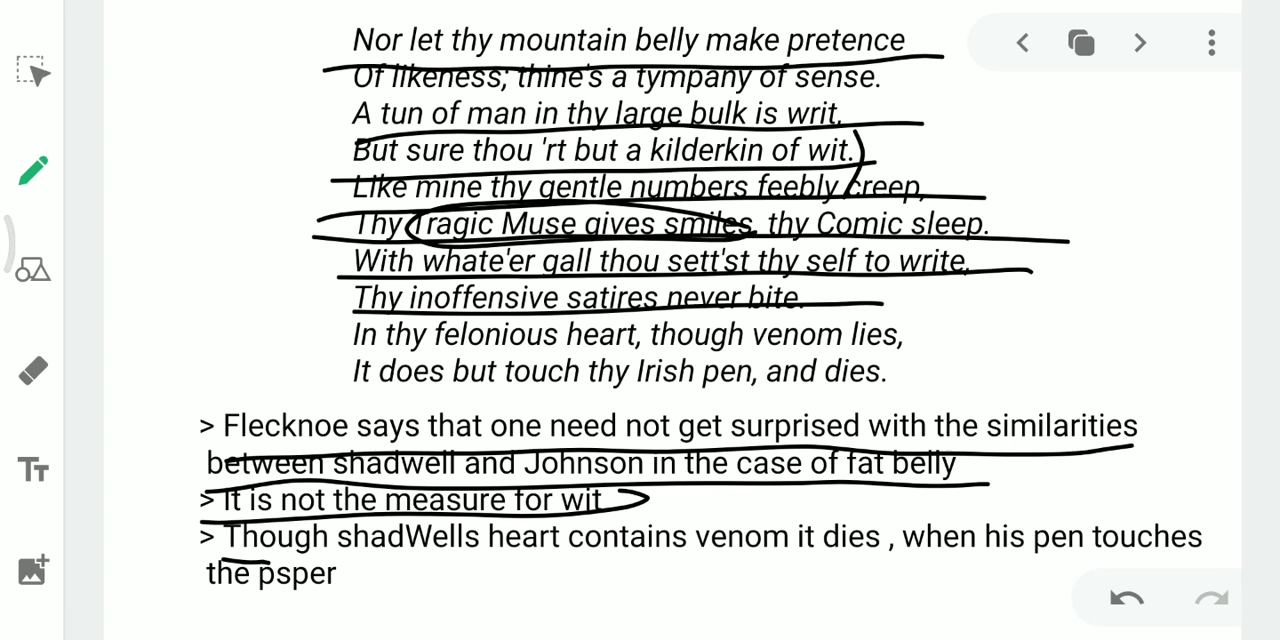 Nor let thy mountain belly make pretence
Of likeness; thine's a tympany of sense.
A tun of man in thy large bulk is writ,
But sure thou 'rt but a kilderkin of wit.
Like mine thy gentle numbers feebly creep,
Thy Tragic Muse gives smiles, thy Comic sleep.
With whate'er gall thou sett'st thy self to write,
Thy inoffensive satires never bite.
In thy felonious heart, though venom lies,
It does but touch thy Irish pen, and dies.
> Flecknoe says that one need not get surprised with the similarities
between shadwell and Johnson in the case of fat belly
> It is not the measure for wit
> Though shadWells heart contains venom it dies , when his pen touches
the psper
Tт